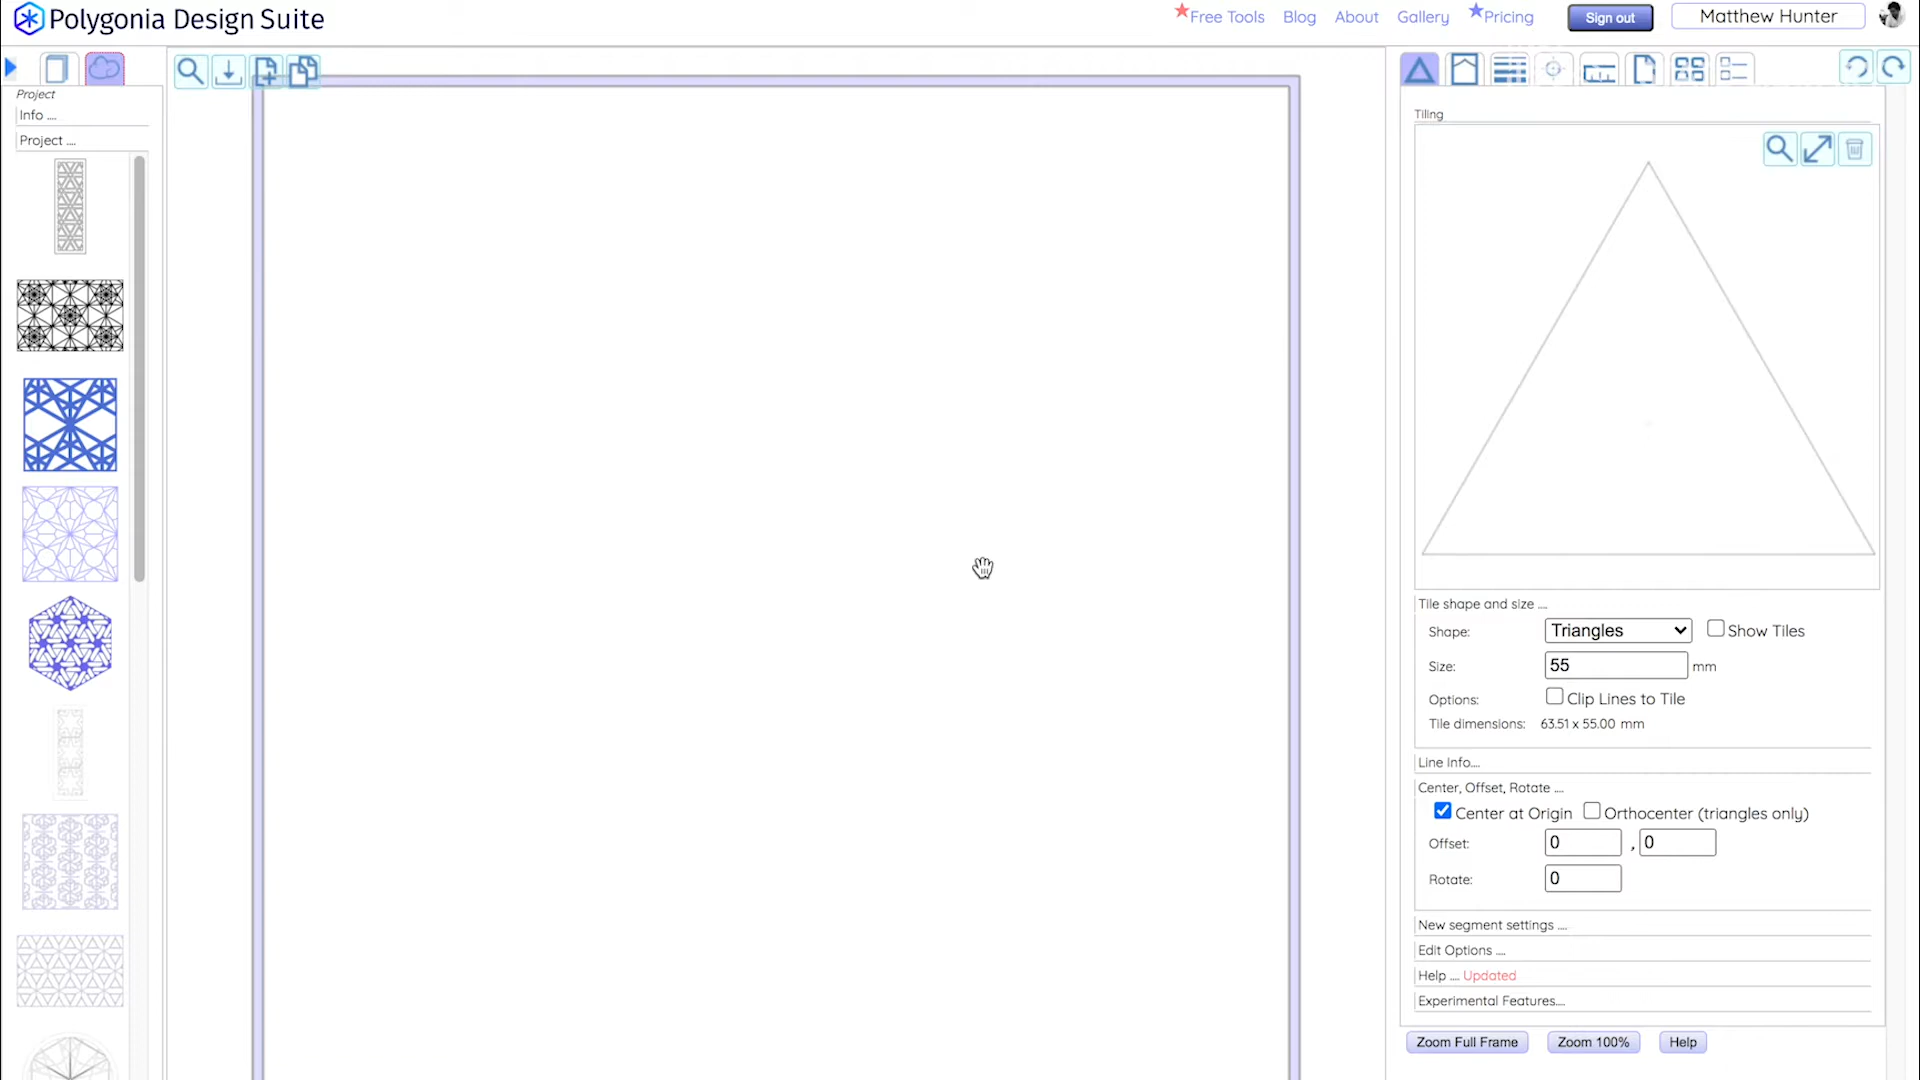 Polygonia Design Suite
Free Tools Blog About Gallery Pricing Sign out Matthew Hunter
Project
Info ....
Project ....
Tiling
Tile shape and size ....
Shape: Triangles Show Tiles
Size: 55 mm
Options: Clip Lines to Tile
Tile dimensions: 63.51 x 55.00 mm
Line Info....
Center, Offset, Rotate ....
Center at Origin Orthocenter (triangles only)
Offset: 0 , 0
Rotate: 0
New segment settings ....
Edit Options ....
Help .... Updated
Experimental Features....
Zoom Full Frame Zoom 100% Help